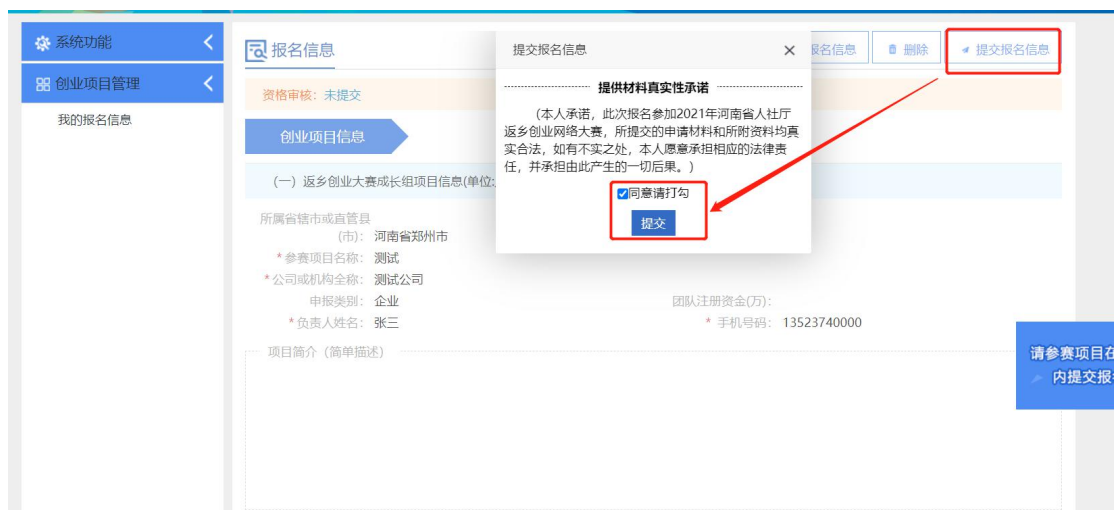 系统功能
创业项目管理
我的报名信息
报名信息
报名信息
删除
提交报名信息
资格审核: 未提交
创业项目信息
(一) 返乡创业大赛成长组项目信息(单位:
提交报名信息
提供材料真实性承诺
(本人承诺，此次报名参加2021年河南省人社厅
返乡创业网络大赛，所提交的申请材料和所附资料均真
实合法，如有不实之处，本人愿意承担相应的法律责
任，并承担由此产生的一切后果。)
同意请打勾
提交
所属省辖市或直管县
(市): 河南省郑州市
*参赛项目名称: 测试
*公司或机构全称: 测试公司
申报类别: 企业
团队注册资金(万):
*负责人姓名: 张三
* 手机号码: 13523740000
项目简介（简单描述）
请参赛项目在
内提交报